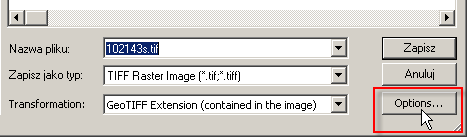 Nazwa pliku: 102143s.tif Zapisz
Zapisz jako typ: TIFF Raster Image (*.tif;*.tiff) Anuluj
Transformation: GeoTIFF Extension (contained in the image) Options...